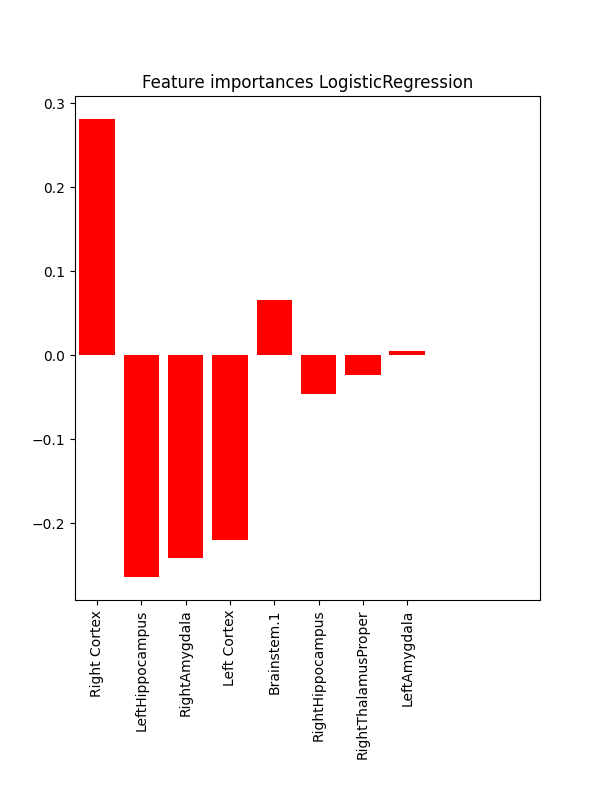 Feature importances LogisticRegression
0.3
0.2
0.1
0.0
−0.1
−0.2
Right Cortex
LeftHippocampus
RightAmygdala
Left Cortex
Brainstem.1
RightHippocampus
RightThalamusProper
LeftAmygdala